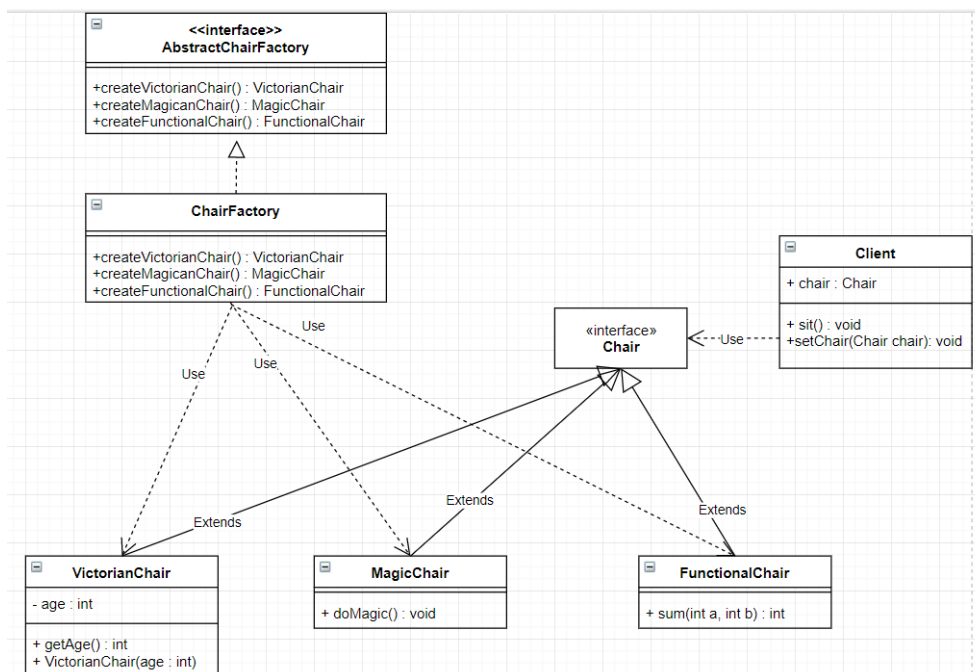 <<interface>>
AbstractChairFactory
+createVictorianChair() : VictorianChair
+createMagicanChair() : MagicChair
+createFunctionalChair() : FunctionalChair
ChairFactory
+createVictorianChair() : VictorianChair
+createMagicanChair() : MagicChair
+createFunctionalChair() : FunctionalChair
Client
+ chair : Chair
+ sit() : void
+setChair(Chair chair): void
«interface»
Chair
Use
Use
Use
Use
Extends
Extends
Extends
VictorianChair
- age : int
+ getAge() : int
+ VictorianChair(age : int)
MagicChair
+ doMagic() : void
FunctionalChair
+ sum(int a, int b) : int